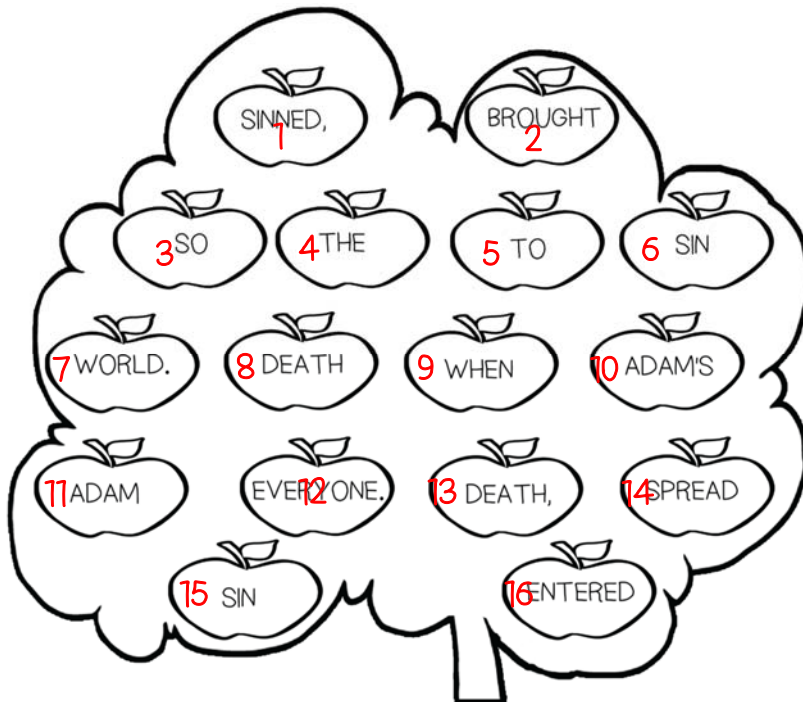 SINNED,
1
BROUGHT
2
3 SO
4 THE
5 TO
6 SIN
7 WORLD.
8 DEATH
9 WHEN
10 ADAM'S
11 ADAM
12 EVERYONE.
13 DEATH,
14 SPREAD
15 SIN
16 ENTERED